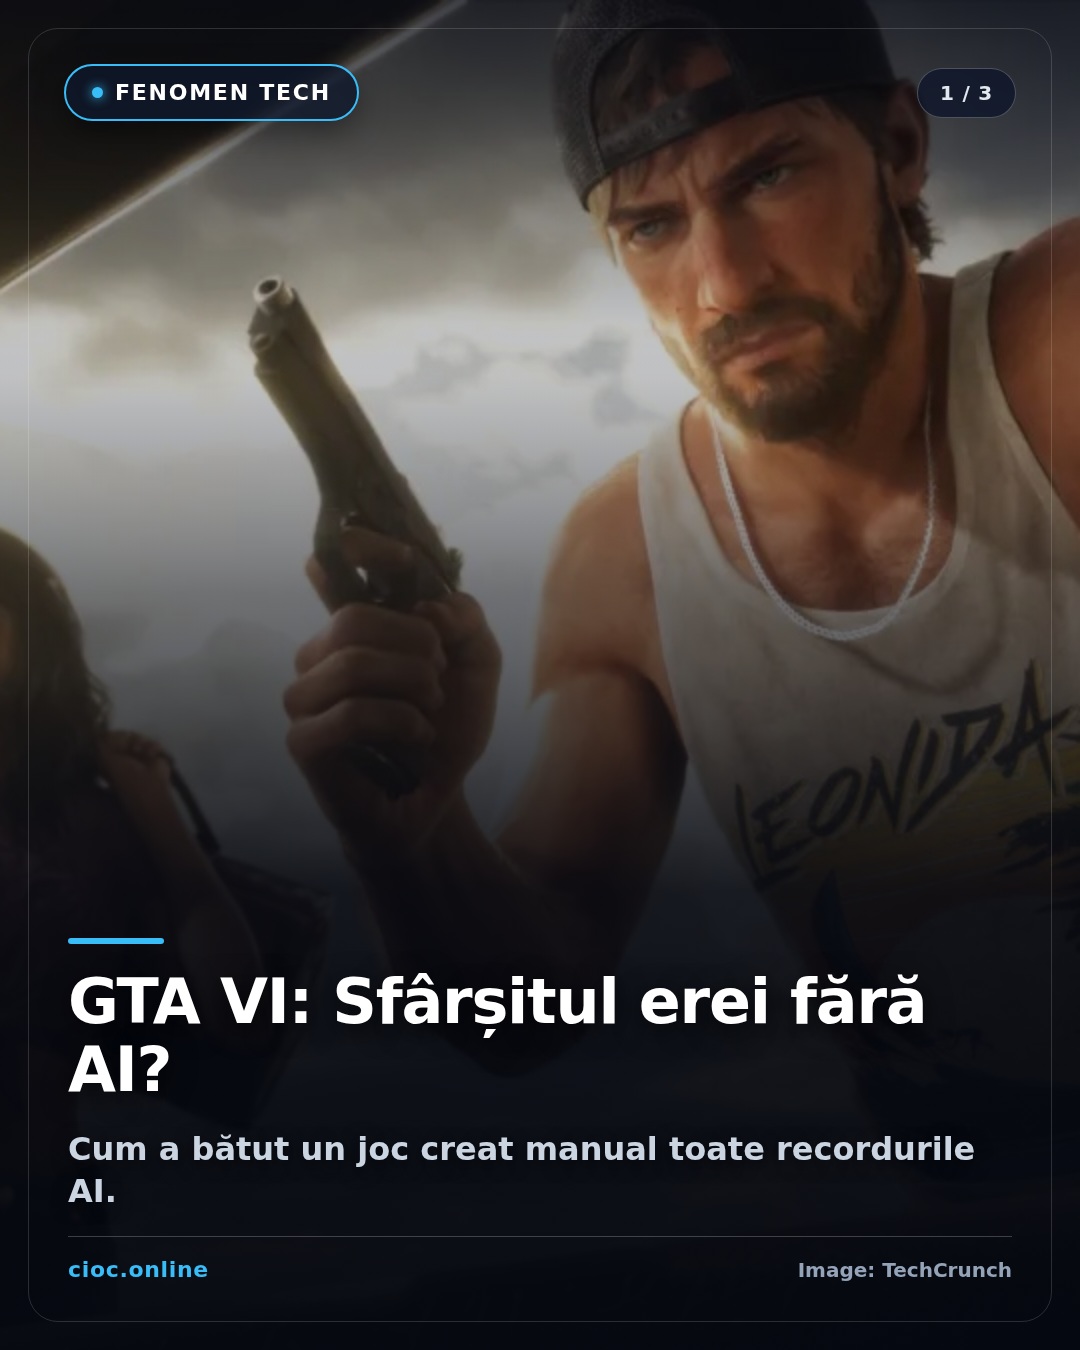 FENOMEN TECH
1 / 3
LEONIDA
GTA VI: Sfârșitul erei fără
AI?
Cum a bătut un joc creat manual toate recordurile
AI.
cioc.online
Image: TechCrunch